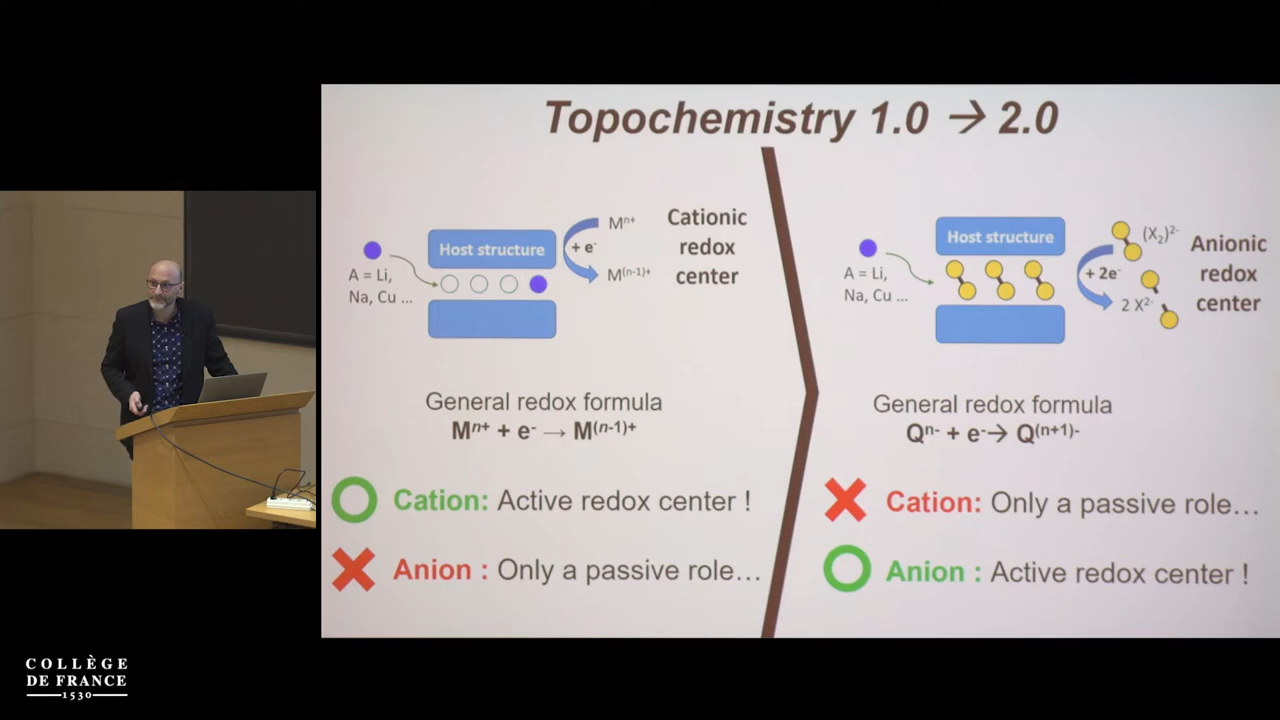 Topochemistry 1.0 → 2.0
A = Li,
Na, Cu ...
Host structure
+ e⁻
Mⁿ⁺
M⁽ⁿ⁻¹⁾⁺
Cationic
redox
center
General redox formula
Mⁿ⁺ + e⁻ → M⁽ⁿ⁻¹⁾⁺
Cation: Active redox center !
Anion : Only a passive role…
A = Li,
Na, Cu ...
Host structure
+ 2e⁻
(X₂)²⁻
2 X²⁻
Anionic
redox
center
General redox formula
Qⁿ⁻ + e⁻→ Q⁽ⁿ⁺¹⁾⁻
Cation: Only a passive role…
Anion : Active redox center !
COLLÈGE
DE FRANCE
1530